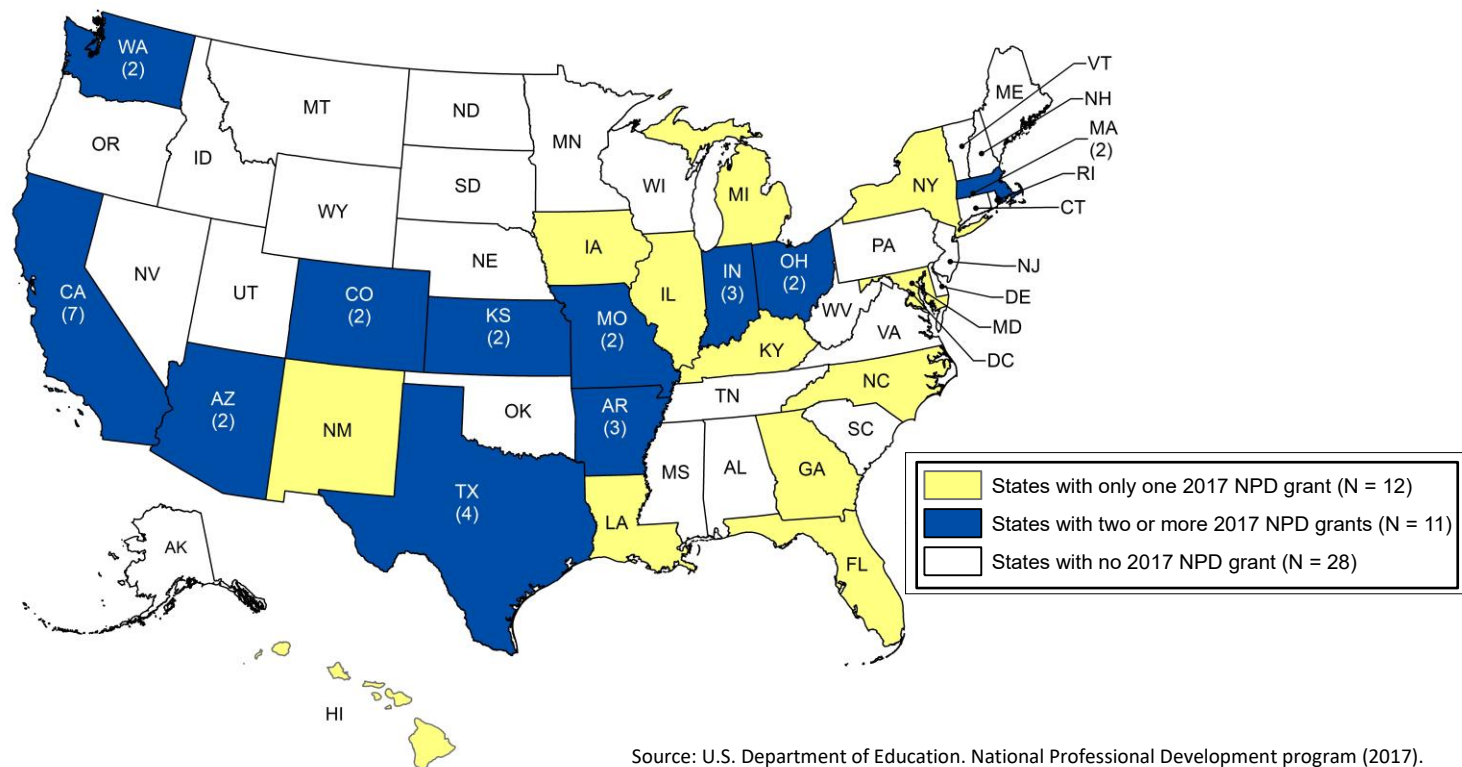 WA
(2)
MT
ND
MN
OR
ID
SD
WI
WY
MI
NY
ME
VT
NH
MA
(2)
RI
CT
NV
UT
NE
IA
PA
NJ
CA
(7)
CO
(2)
KS
(2)
MO
(2)
IL
IN
(3)
OH
(2)
WV
VA
DE
MD
DC
KY
AZ
(2)
NM
OK
AR
(3)
TN
NC
SC
TX
(4)
LA
MS
AL
GA
FL
AK
HI
States with only one 2017 NPD grant (N = 12)
States with two or more 2017 NPD grants (N = 11)
States with no 2017 NPD grant (N = 28)
Source: U.S. Department of Education. National Professional Development program (2017).